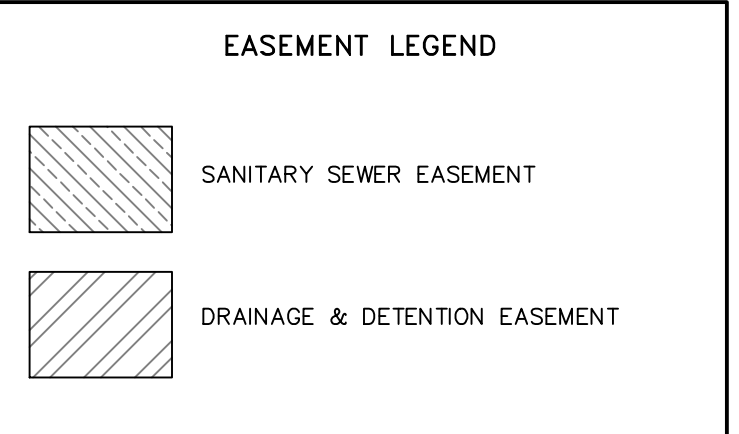 EASEMENT LEGEND
SANITARY SEWER EASEMENT
DRAINAGE & DETENTION EASEMENT